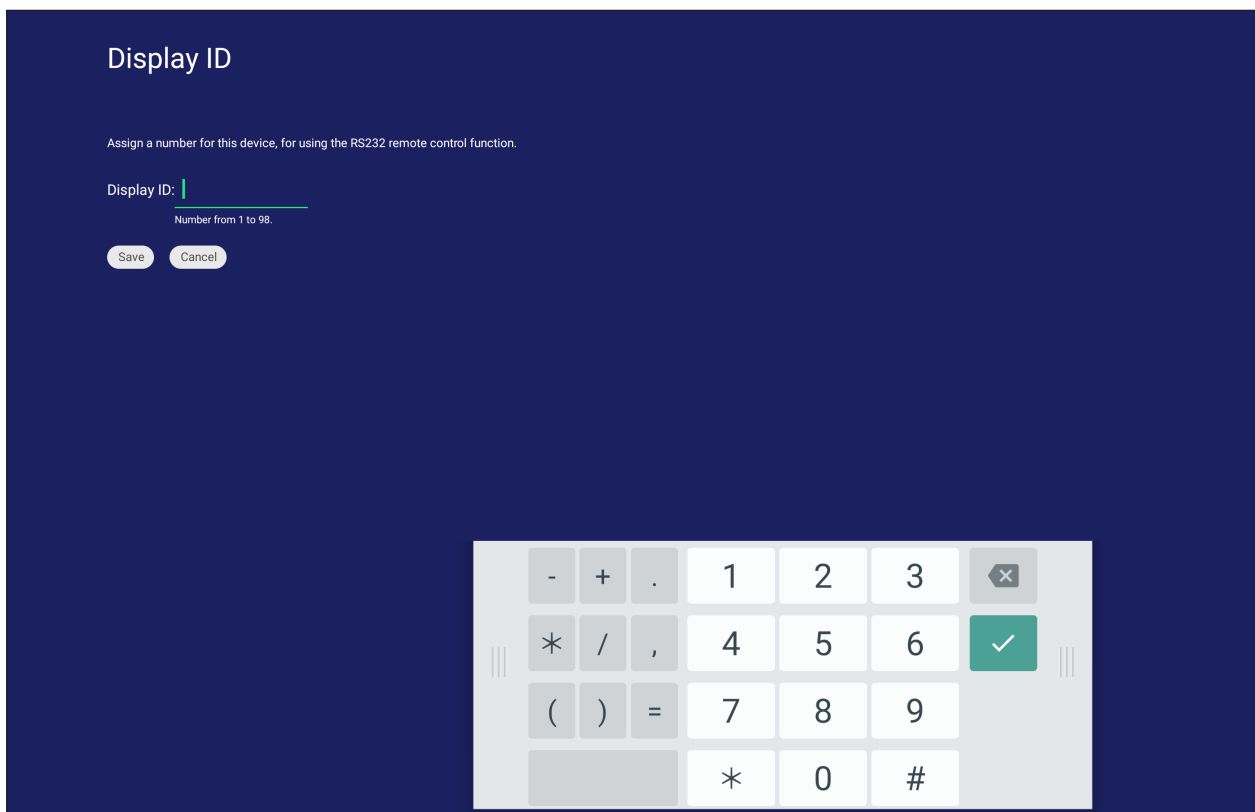 Display ID
Assign a number for this device, for using the RS232 remote control function.
Display ID:
Number from 1 to 98.
Save Cancel
- + . 1 2 3
* / , 4 5 6
( ) = 7 8 9
* 0 #